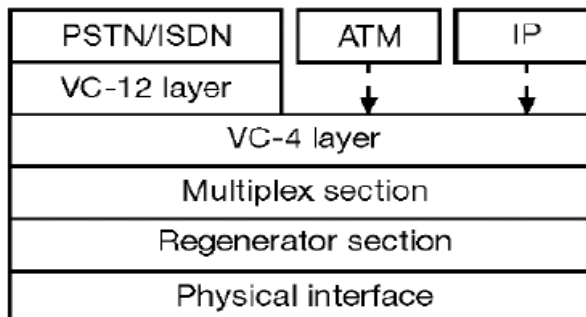 PSTN/ISDN ATM IP
VC-12 layer
VC-4 layer
Multiplex section
Regenerator section
Physical interface